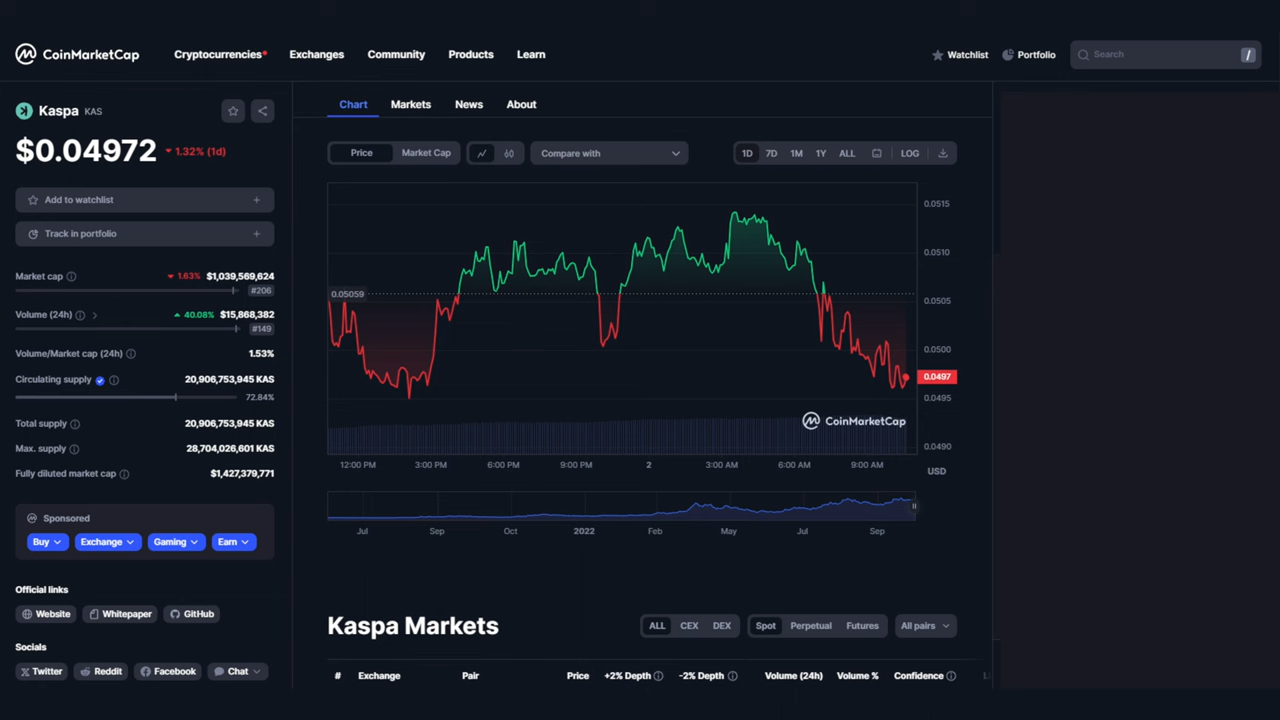 CoinMarketCap
Cryptocurrencies Exchanges Community Products Learn
Watchlist Portfolio Search /
Kaspa KAS
$0.04972 1.32% (1d)
Add to watchlist +
Track in portfolio +
Market cap 1.63% $1,039,569,624
#206
Volume (24h) 40.08% $15,868,382
#149
Volume/Market cap (24h) 1.53%
Circulating supply 20,906,753,945 KAS
72.84%
Total supply 20,906,753,945 KAS
Max. supply 28,704,026,601 KAS
Fully diluted market cap $1,427,379,771
Sponsored
Buy Exchange Gaming Earn
Official links
Website Whitepaper GitHub
Socials
Twitter Reddit Facebook Chat
Chart Markets News About
Price Market Cap Compare with 1D 7D 1M 1Y ALL LOG
0.0515
0.0510
0.05059
0.0505
0.0500
0.0497
0.0495
CoinMarketCap
0.0490
12:00 PM 3:00 PM 6:00 PM 9:00 PM 2 3:00 AM 6:00 AM 9:00 AM USD
Jul Sep Oct 2022 Feb May Jul Sep
Kaspa Markets
ALL CEX DEX Spot Perpetual Futures All pairs
# Exchange Pair Price +2% Depth -2% Depth Volume (24h) Volume % Confidence